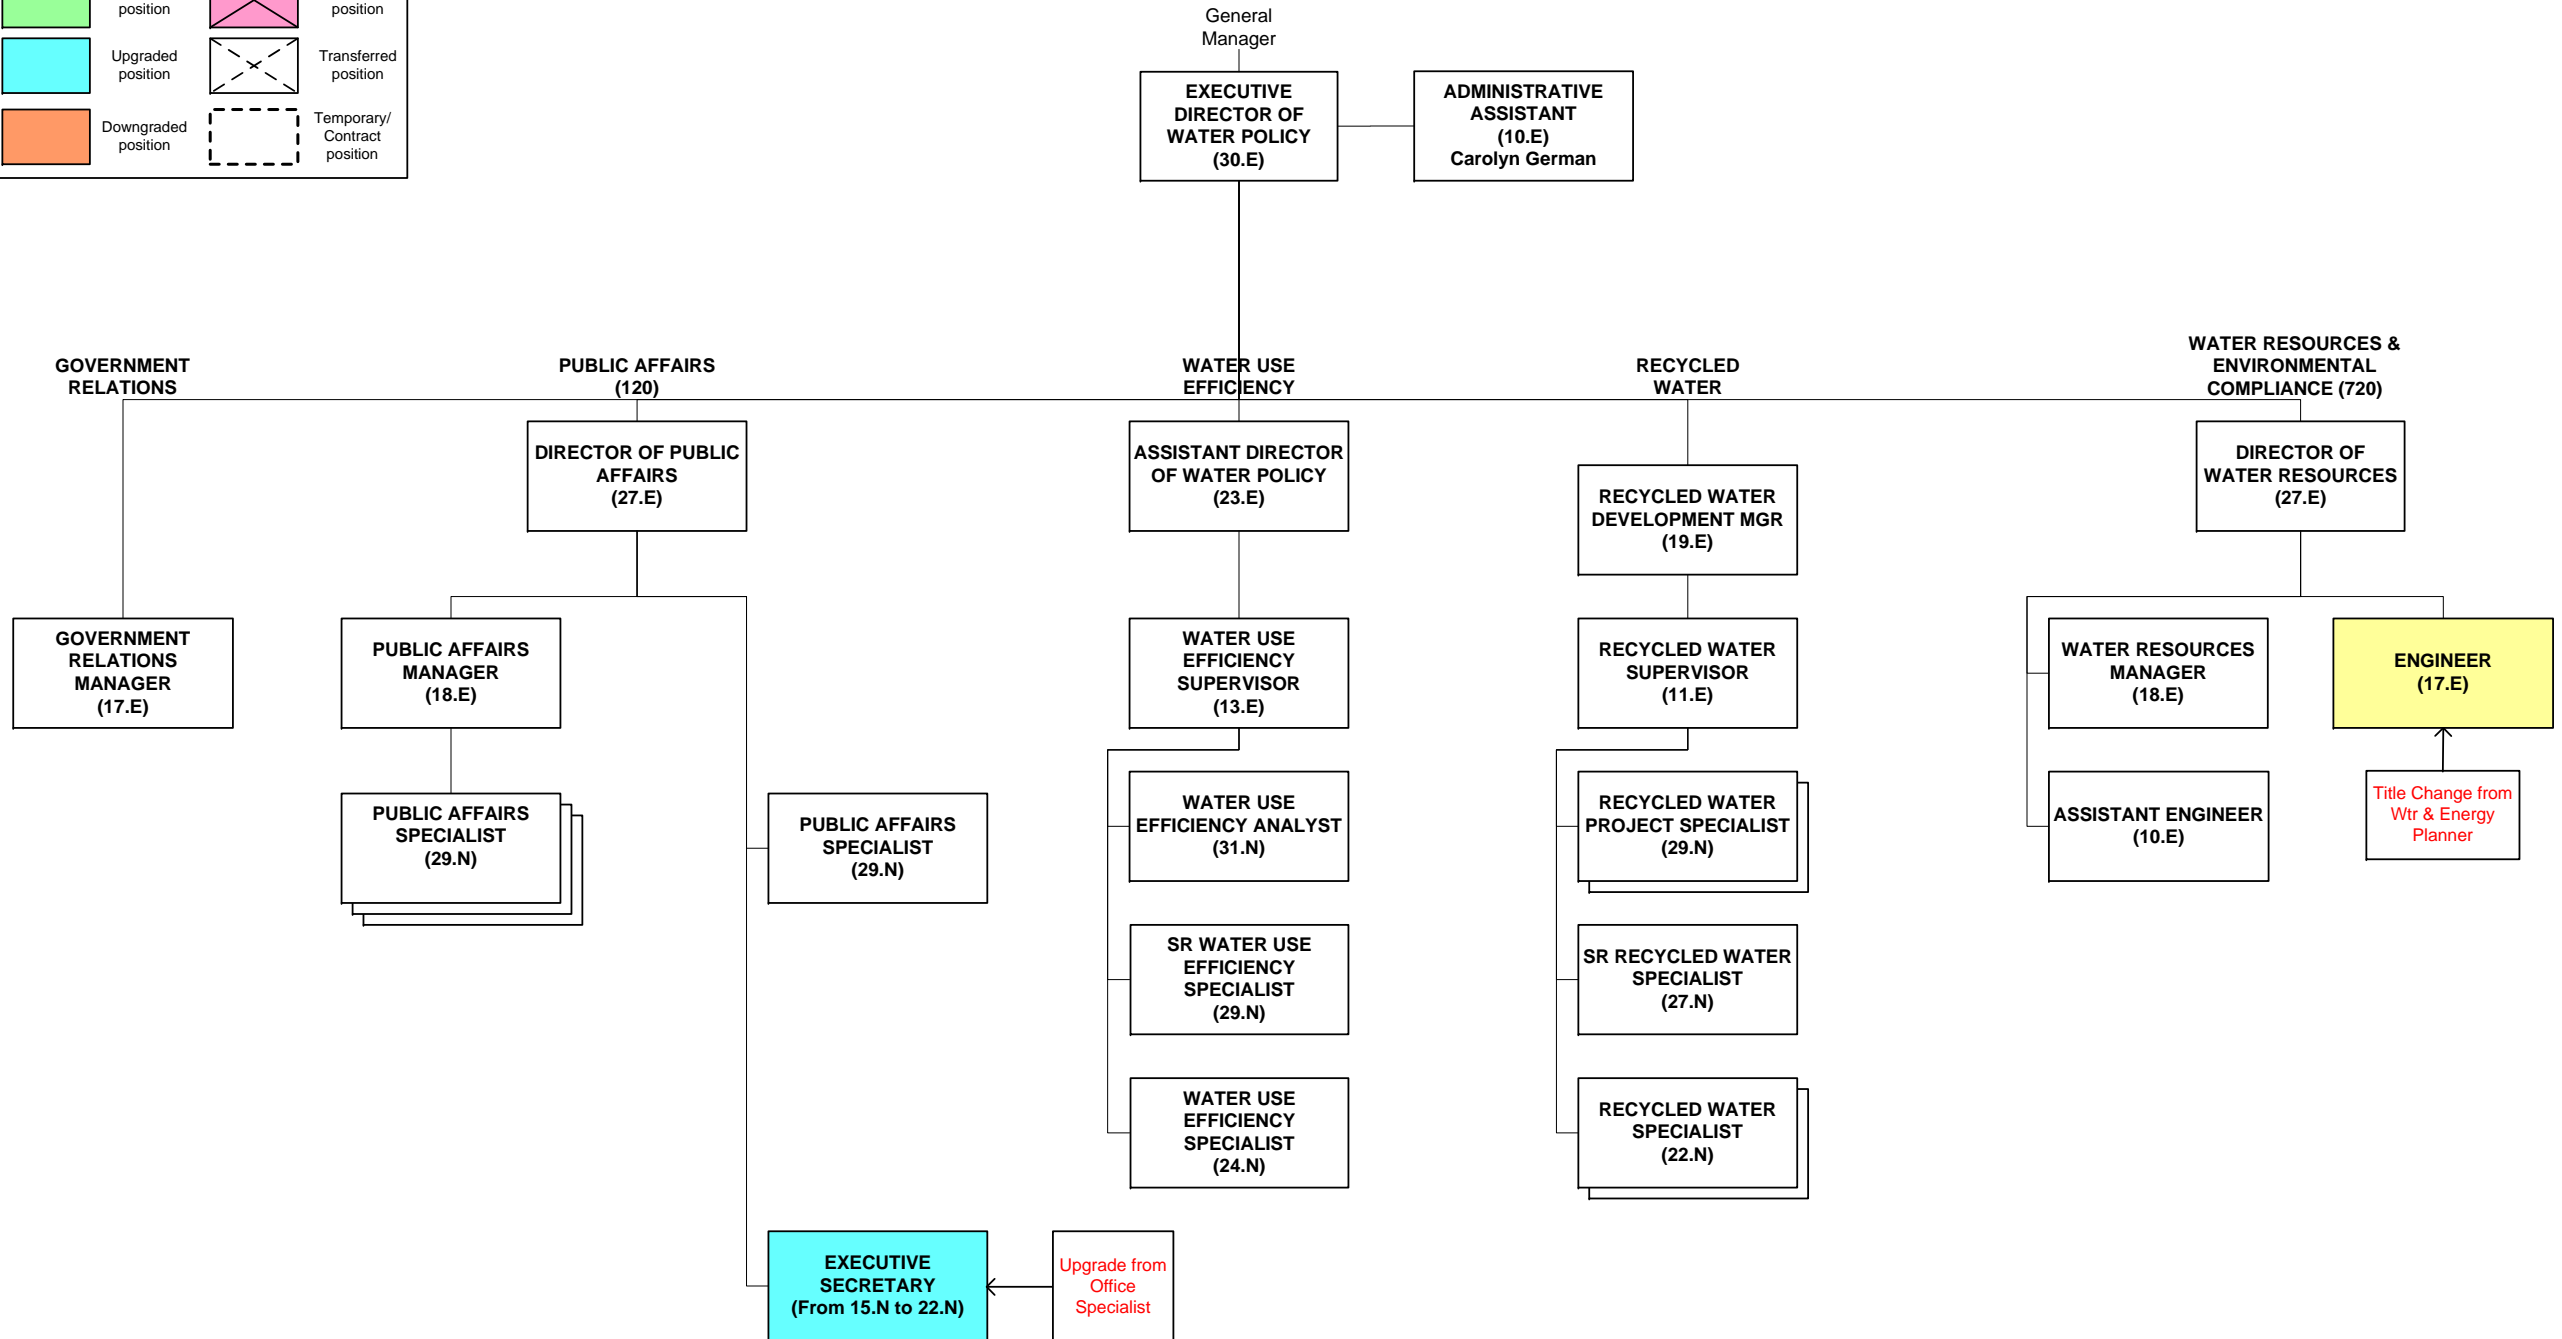 position
position
Upgraded
position
Transferred
position
Downgraded
position
Temporary/
Contract
position
General
Manager
EXECUTIVE
DIRECTOR OF
WATER POLICY
(30.E)
ADMINISTRATIVE
ASSISTANT
(10.E)
Carolyn German
GOVERNMENT
RELATIONS
PUBLIC AFFAIRS
(120)
WATER USE
EFFICIENCY
RECYCLED
WATER
WATER RESOURCES &
ENVIRONMENTAL
COMPLIANCE (720)
DIRECTOR OF PUBLIC
AFFAIRS
(27.E)
ASSISTANT DIRECTOR
OF WATER POLICY
(23.E)
RECYCLED WATER
DEVELOPMENT MGR
(19.E)
DIRECTOR OF
WATER RESOURCES
(27.E)
GOVERNMENT
RELATIONS
MANAGER
(17.E)
PUBLIC AFFAIRS
MANAGER
(18.E)
WATER USE
EFFICIENCY
SUPERVISOR
(13.E)
RECYCLED WATER
SUPERVISOR
(11.E)
WATER RESOURCES
MANAGER
(18.E)
ENGINEER
(17.E)
PUBLIC AFFAIRS
SPECIALIST
(29.N)
PUBLIC AFFAIRS
SPECIALIST
(29.N)
WATER USE
EFFICIENCY ANALYST
(31.N)
RECYCLED WATER
PROJECT SPECIALIST
(29.N)
ASSISTANT ENGINEER
(10.E)
Title Change from
Wtr & Energy
Planner
SR WATER USE
EFFICIENCY
SPECIALIST
(29.N)
SR RECYCLED WATER
SPECIALIST
(27.N)
WATER USE
EFFICIENCY
SPECIALIST
(24.N)
RECYCLED WATER
SPECIALIST
(22.N)
EXECUTIVE
SECRETARY
(From 15.N to 22.N)
Upgrade from
Office
Specialist